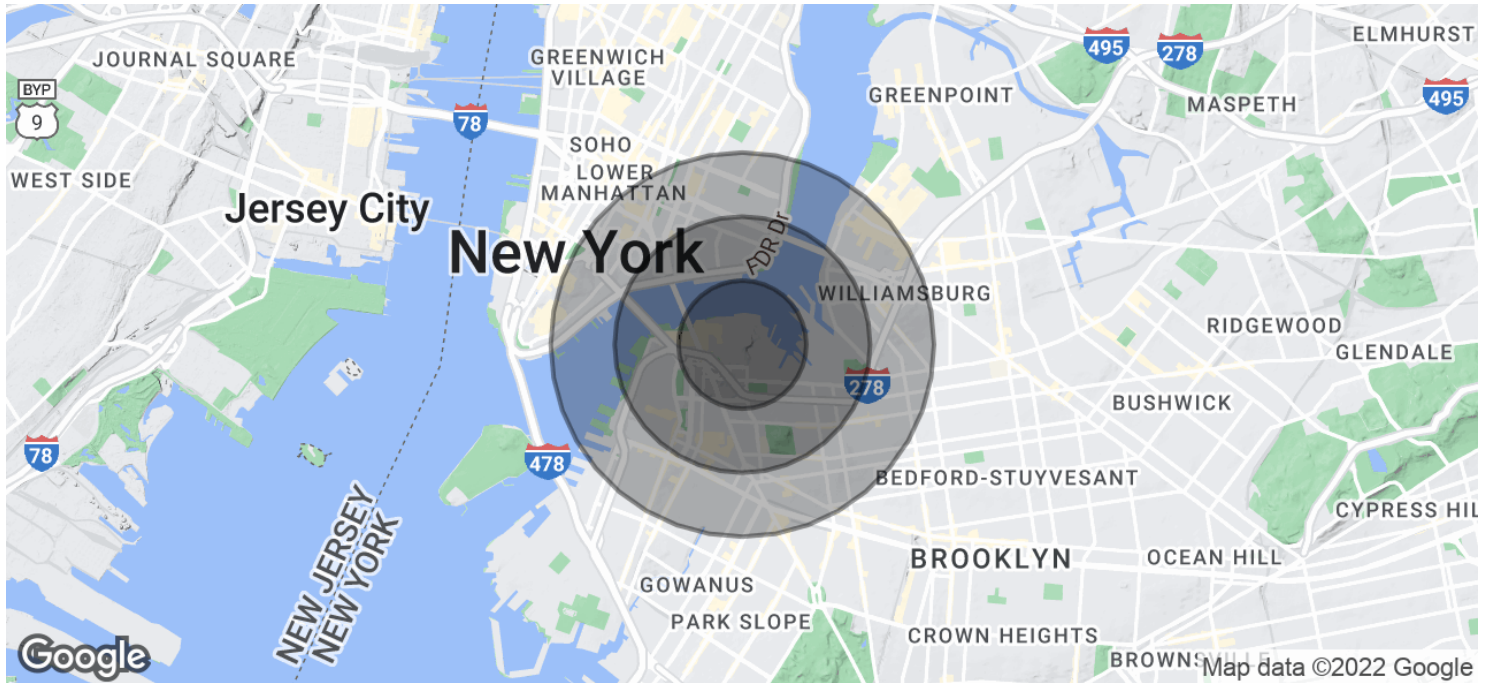 ELMHURST
495
278
JOURNAL SQUARE
GREENWICH
VILLAGE
BYP
9
GREENPOINT
495
MASPETH
78
SOHO
LOWER
MANHATTAN
WEST SIDE
Jersey City
New York
FDR Dr
WILLIAMSBURG
RIDGEWOOD
GLENDALE
278
BUSHWICK
78
478
BEDFORD-STUYVESANT
CYPRESS HIL
NEW JERSEY
NEW YORK
BROOKLYN
OCEAN HILL
GOWANUS
PARK SLOPE
CROWN HEIGHTS
BROWNSVILLE
Google
Map data ©2022 Google